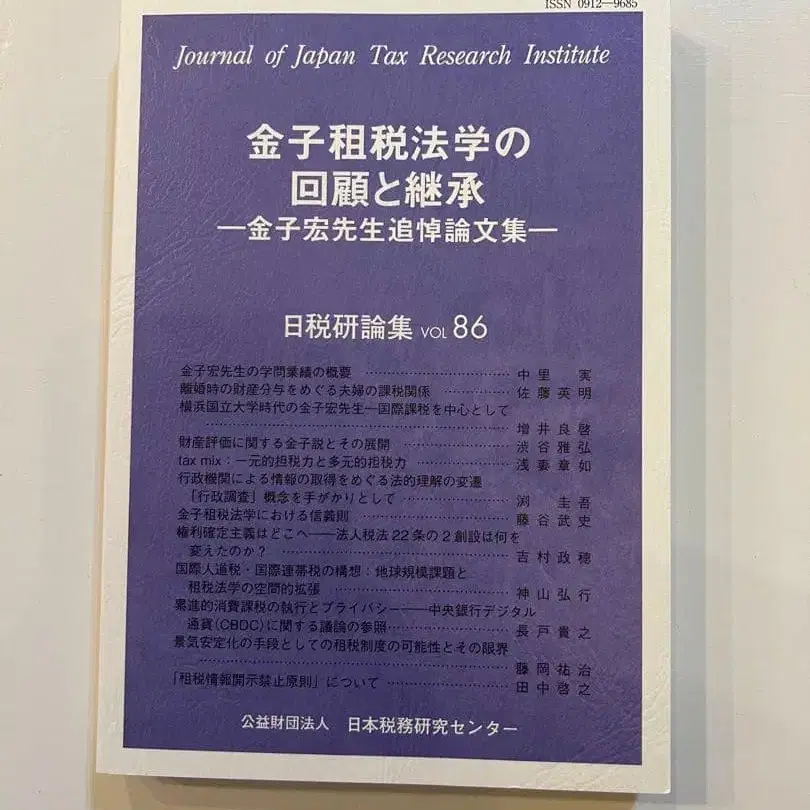 ISSN 0912—9685
Journal of Japan Tax Research Institute
金子租税法学の
回顧と継承
—金子宏先生追悼論文集—
日税研論集 VOL 86
金子宏先生の学問業績の概要 ‥‥‥‥‥‥‥‥‥‥ 中里 実
離婚時の財産分与をめぐる夫婦の課税関係 ‥‥‥‥‥ 佐藤英明
横浜国立大学時代の金子宏先生—国際課税を中心として
‥‥‥‥‥‥‥‥‥‥‥‥‥‥‥‥‥‥‥‥‥‥ 増井良啓
財産評価に関する金子説とその展開 ‥‥‥‥‥‥‥‥ 渋谷雅弘
tax mix：一元的担税力と多元的担税力 ‥‥‥‥‥‥ 浅妻章如
行政機関による情報の取得をめぐる法的理解の変遷
「行政調査」概念を手がかりとして ‥‥‥‥‥‥‥ 渕 圭吾
金子租税法学における信義則 ‥‥‥‥‥‥‥‥‥‥ 藤谷武史
権利確定主義はどこへ——法人税法22条の2創設は何を
変えたのか？ ‥‥‥‥‥‥‥‥‥‥‥‥‥‥‥‥ 吉村政穂
国際人道税・国際連帯税の構想：地球規模課題と
租税法学の空間的拡張 ‥‥‥‥‥‥‥‥‥‥‥‥ 神山弘行
累進的消費課税の執行とプライバシー——中央銀行デジタル
通貨（CBDC）に関する議論の参照‥‥‥‥‥‥‥‥ 長戸貴之
景気安定化の手段としての租税制度の可能性とその限界
‥‥‥‥‥‥‥‥‥‥‥‥‥‥‥‥‥‥‥‥‥‥ 藤岡祐治
「租税情報開示禁止原則」について ‥‥‥‥‥‥‥‥ 田中啓之
公益財団法人 日本税務研究センター